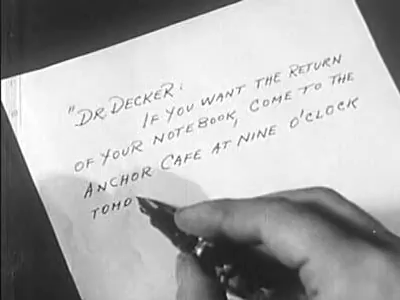 "DR. DECKER:
IF YOU WANT THE RETURN
OF YOUR NOTEBOOK, COME TO THE
ANCHOR CAFE AT NINE O'CLOCK
TOMO